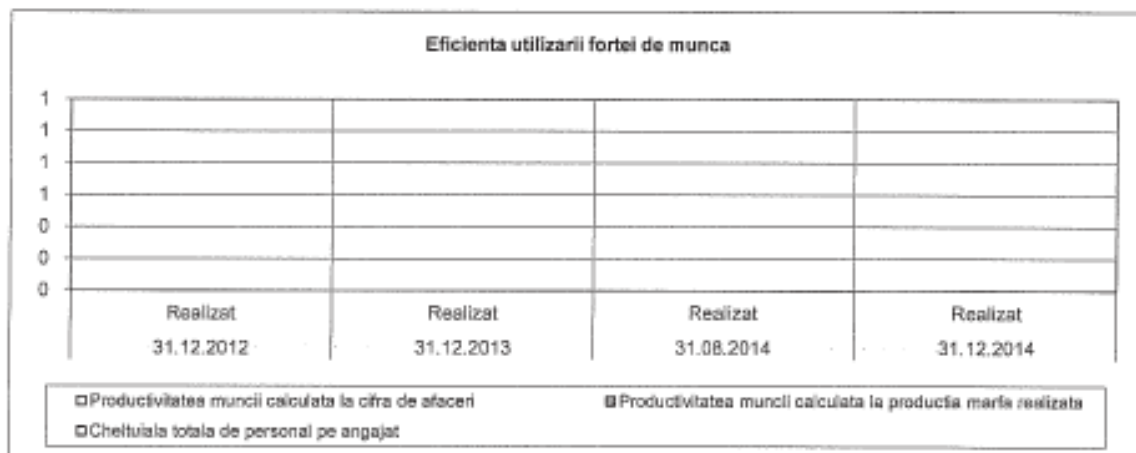 Eficienta utilizarii fortei de munca
1
1
1
1
0
0
0
Realizat Realizat Realizat Realizat
31.12.2012 31.12.2013 31.08.2014 31.12.2014
Productivitatea muncii calculata la cifra de afaceri Productivitatea muncii calculata la productia marfa realizata
Cheltuiala totala de personal pe angajat